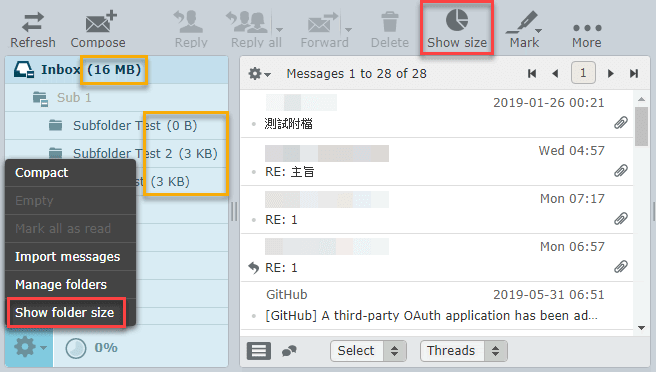 Refresh Compose Reply Reply all Forward Delete Show size Mark More
Inbox (16 MB)
Sub 1
Subfolder Test (0 B)
Subfolder Test 2 (3 KB)
(3 KB)
Compact
Empty
Mark all as read
Import messages
Manage folders
Show folder size
0%
Messages 1 to 28 of 28
1
2019-01-26 00:21
測試附檔
Wed 04:57
RE: 主旨
Mon 07:17
RE: 1
Mon 06:57
RE: 1
GitHub 2019-05-31 06:51
[GitHub] A third-party OAuth application has been ad...
Select Threads